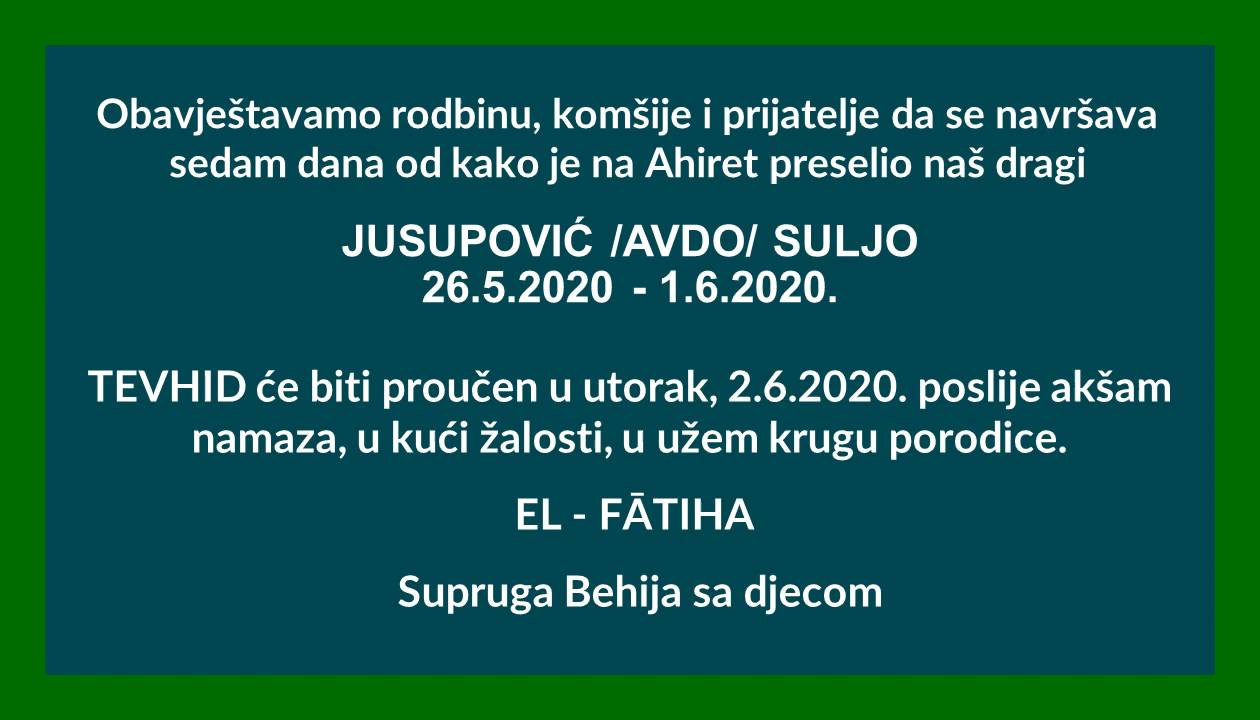 Obavještavamo rodbinu, komšije i prijatelje da se navršava
sedam dana od kako je na Ahiret preselio naš dragi
JUSUPOVIĆ /AVDO/ SULJO
26.5.2020 - 1.6.2020.
TEVHID će biti proučen u utorak, 2.6.2020. poslije akšam
namaza, u kući žalosti, u užem krugu porodice.
EL - FĀTIHA
Supruga Behija sa djecom